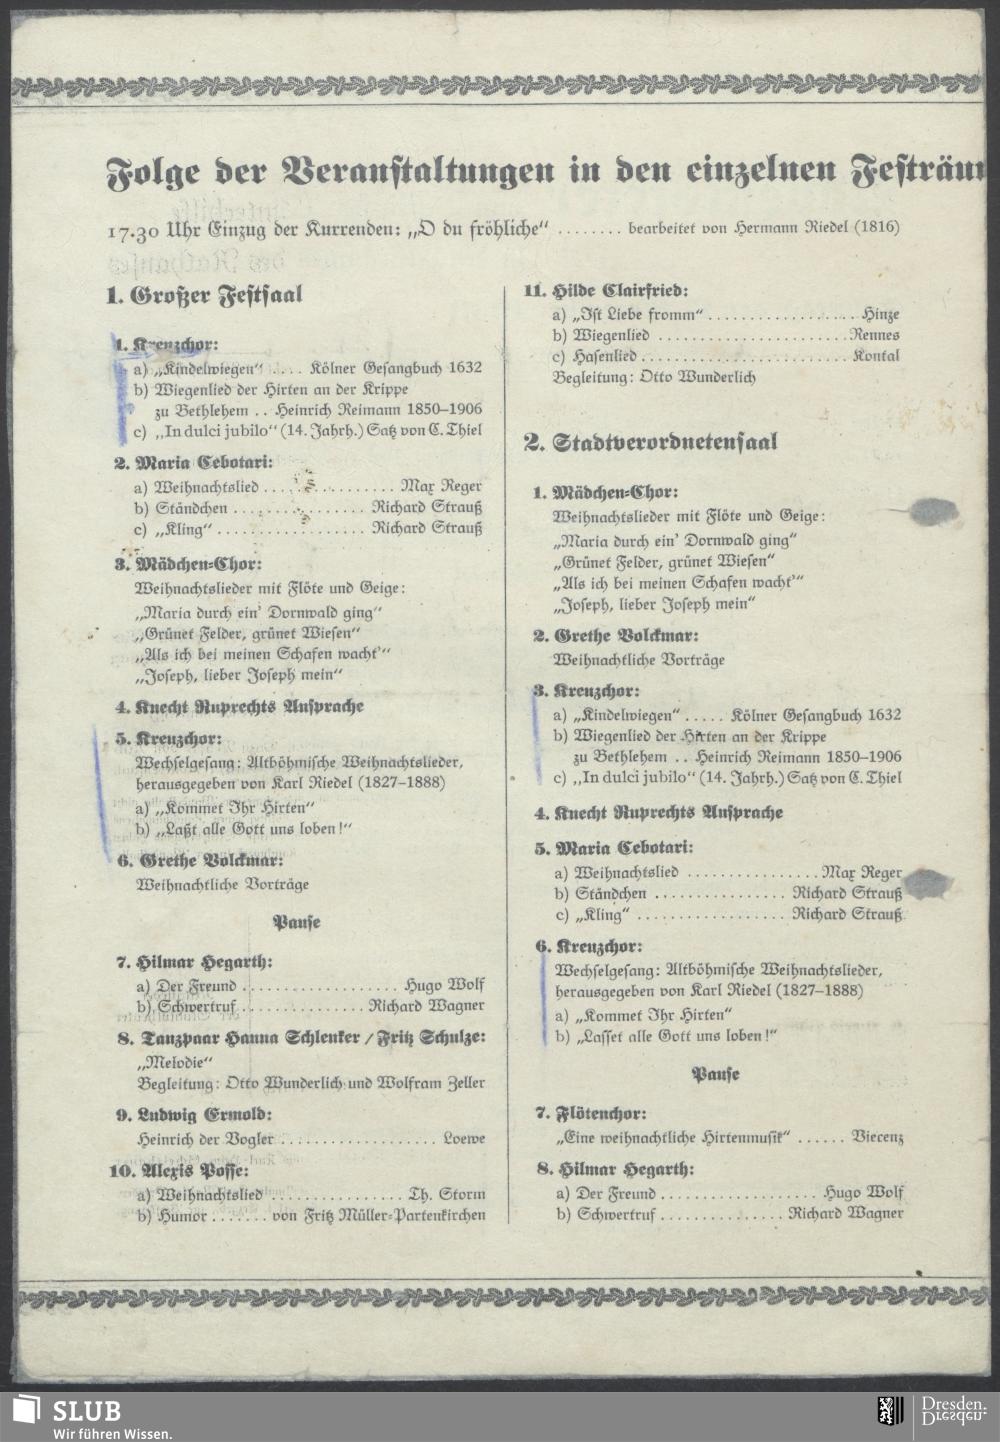 Folge der Veranstaltungen in den einzelnen
17.30 Uhr Einzug der Kurrenden: „O du fröhliche“ ........ bearbeitet von Hermann Riedel (1816)
1. Großer Festsaal
1. Kreuzchor:
a) „Kindelwiegen“ .... Kölner Gesangbuch 1632
b) Wiegenlied der Hirten an der Krippe
zu Bethlehem .. Heinrich Reimann 1850–1906
c) „In dulci jubilo“ (14. Jahrh.) Satz von C. Thiel
2. Maria Cebotari:
a) Weihnachtslied ................ Max Reger
b) Ständchen ................ Richard Strauß
c) „Kling“ .................. Richard Strauß
3. Mädchen-Chor:
Weihnachtslieder mit Flöte und Geige:
„Maria durch ein' Dornwald ging“
„Grünet Felder, grünet Wiesen“
„Als ich bei meinen Schafen wacht'“
„Joseph, lieber Joseph mein“
4. Knecht Ruprechts Ansprache
5. Kreuzchor:
Wechselgesang: Altböhmische Weihnachtslieder,
herausgegeben von Karl Riedel (1827–1888)
a) „Kommet Ihr Hirten“
b) „Laßt alle Gott uns loben!“
6. Grethe Volckmar:
Weihnachtliche Vorträge
Pause
7. Hilmar Hegarth:
a) Der Freund ................... Hugo Wolf
b) Schwertruf ............... Richard Wagner
8. Tanzpaar Hanna Schlenker / Fritz Schulze:
„Melodie“
Begleitung: Otto Wunderlich und Wolfram Zeller
9. Ludwig Ermold:
Heinrich der Vogler ................... Loewe
10. Alexis Posse:
a) Weihnachtslied ................ Th. Storm
b) Humor ....... von Fritz Müller-Partenkirchen
11. Hilde Clairfried:
a) „Ist Liebe fromm“ .................. Hinze
b) Wiegenlied ....................... Rennes
c) Hasenlied ......................... Kontal
Begleitung: Otto Wunderlich
2. Stadtverordnetensaal
1. Mädchen-Chor:
Weihnachtslieder mit Flöte und Geige:
„Maria durch ein' Dornwald ging“
„Grünet Felder, grünet Wiesen“
„Als ich bei meinen Schafen wacht'“
„Joseph, lieber Joseph mein“
2. Grethe Volckmar:
Weihnachtliche Vorträge
3. Kreuzchor:
a) „Kindelwiegen“ ..... Kölner Gesangbuch 1632
b) Wiegenlied der Hirten an der Krippe
zu Bethlehem .. Heinrich Reimann 1850–1906
c) „In dulci jubilo“ (14. Jahrh.) Satz von C. Thiel
4. Knecht Ruprechts Ansprache
5. Maria Cebotari:
a) Weihnachtslied ................ Max Reger
b) Ständchen ................. Richard Strauß
c) „Kling“ .................. Richard Strauß
6. Kreuzchor:
Wechselgesang: Altböhmische Weihnachtslieder,
herausgegeben von Karl Riedel (1827–1888)
a) „Kommet Ihr Hirten“
b) „Lasset alle Gott uns loben!“
Pause
7. Flötenchor:
„Eine weihnachtliche Hirtenmusik“ ...... Viecenz
8. Hilmar Hegarth:
a) Der Freund ................... Hugo Wolf
b) Schwertruf ............... Richard Wagner
SLUB
Wir führen Wissen.
Dresden.
Dresden.